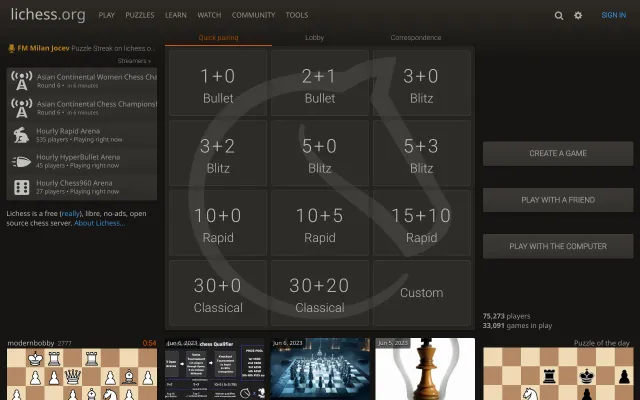 lichess.org PLAY PUZZLES LEARN WATCH COMMUNITY TOOLS SIGN IN
FM Milan Jocev Puzzle Streak on lichess o...
Streamers »
Asian Continental Women Chess Cha
Round 6 • in 6 minutes
Asian Continental Chess Champions
Round 6 • in 6 minutes
Hourly Rapid Arena
535 players • Playing right now
Hourly HyperBullet Arena
45 players • Playing right now
Hourly Chess960 Arena
27 players • Playing right now
Lichess is a free (really), libre, no-ads, open
source chess server. About Lichess...
Quick pairing Lobby Correspondence
1+0
Bullet
2+1
Bullet
3+0
Blitz
3+2
Blitz
5+0
Blitz
5+3
Blitz
10+0
Rapid
10+5
Rapid
15+10
Rapid
30+0
Classical
30+20
Classical
Custom
CREATE A GAME
PLAY WITH A FRIEND
PLAY WITH THE COMPUTER
75,273 players
33,091 games in play
modernbobby 2777 0:54
Jun 6, 2023
chess Qualifier
PRIZE POOL
Jun 6, 2023
Jun 5, 2023
Puzzle of the day